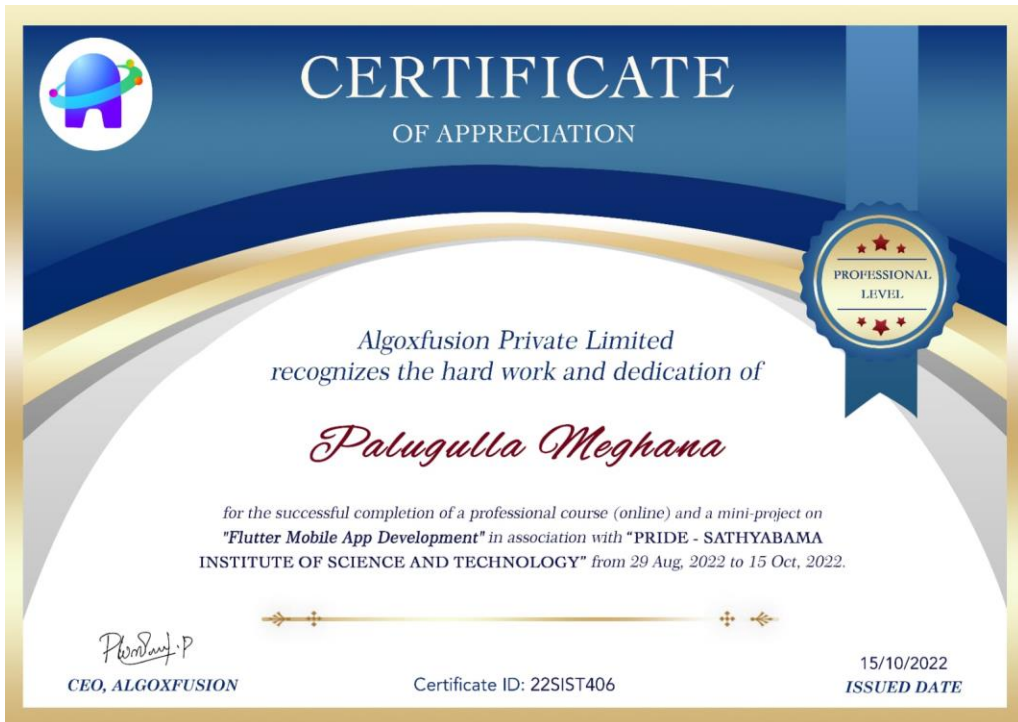 CERTIFICATE
OF APPRECIATION
PROFESSIONAL
LEVEL
Algoxfusion Private Limited
recognizes the hard work and dedication of
Palugulla Meghana
for the successful completion of a professional course (online) and a mini-project on
"Flutter Mobile App Development" in association with "PRIDE - SATHYABAMA
INSTITUTE OF SCIENCE AND TECHNOLOGY" from 29 Aug, 2022 to 15 Oct, 2022.
CEO, ALGOXFUSION
Certificate ID: 22SIST406
15/10/2022
ISSUED DATE